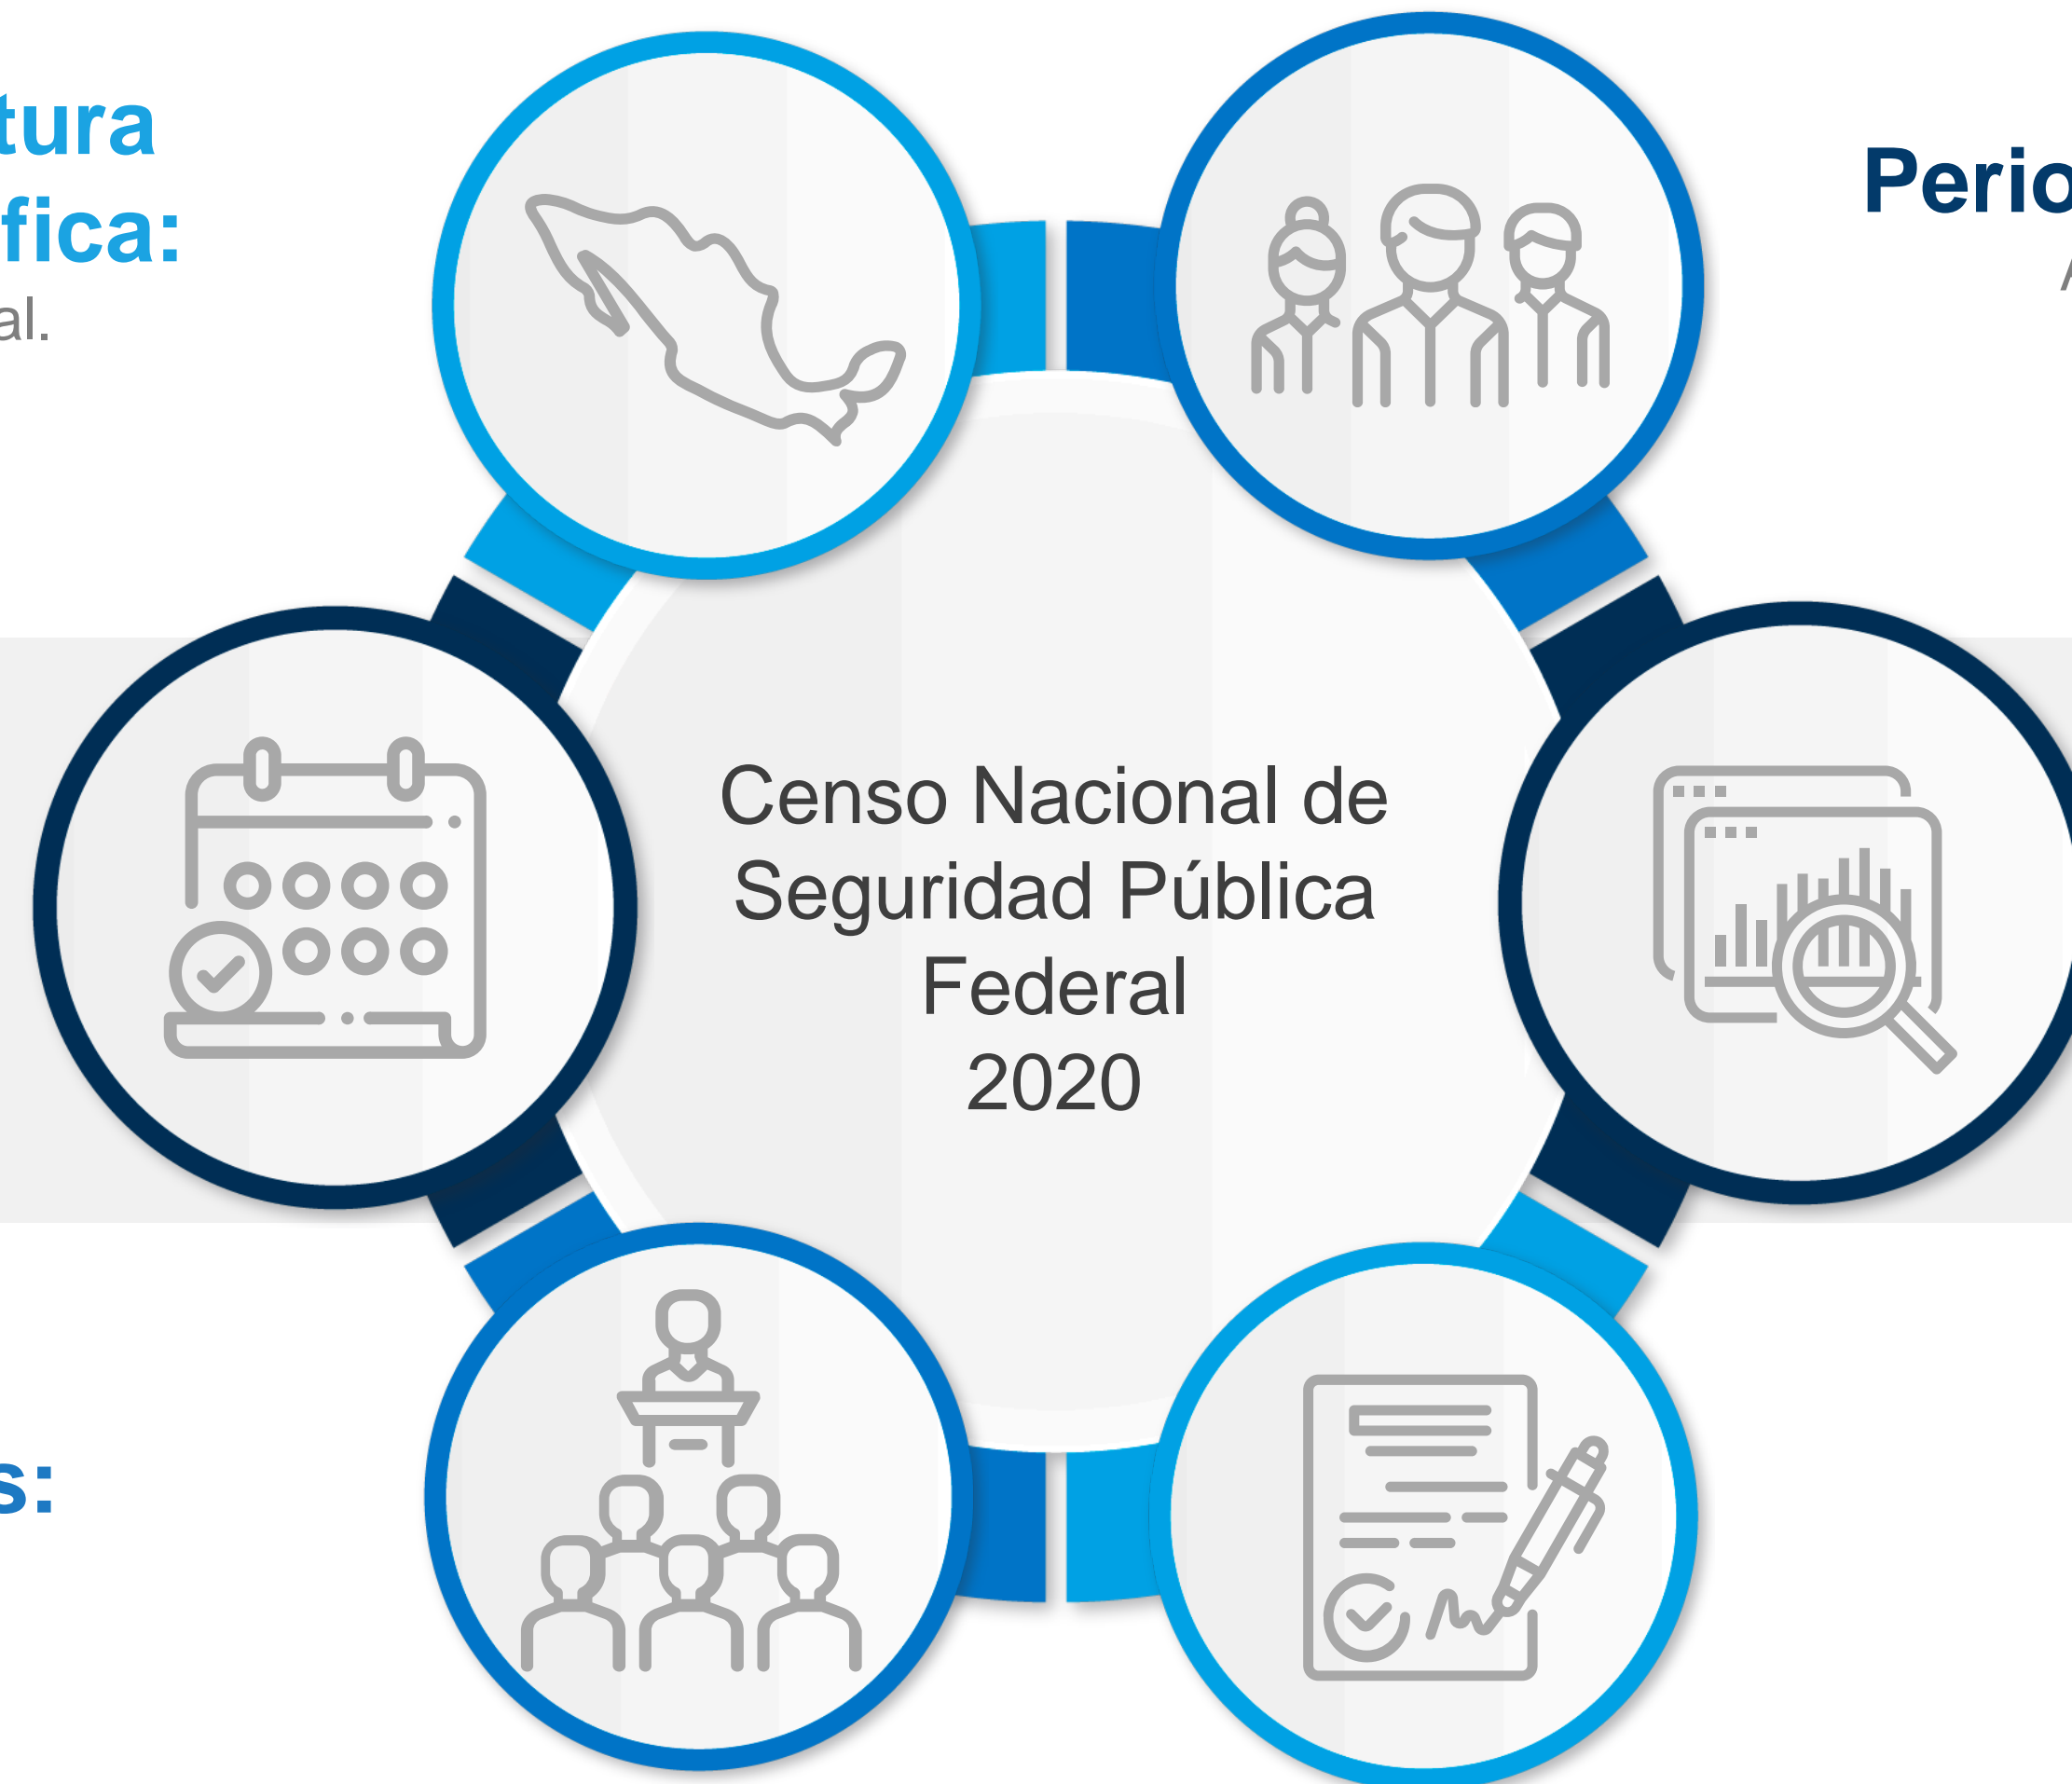 tura
fica:
al.
Perio
A
Censo Nacional de
Seguridad Pública
Federal
2020
s: